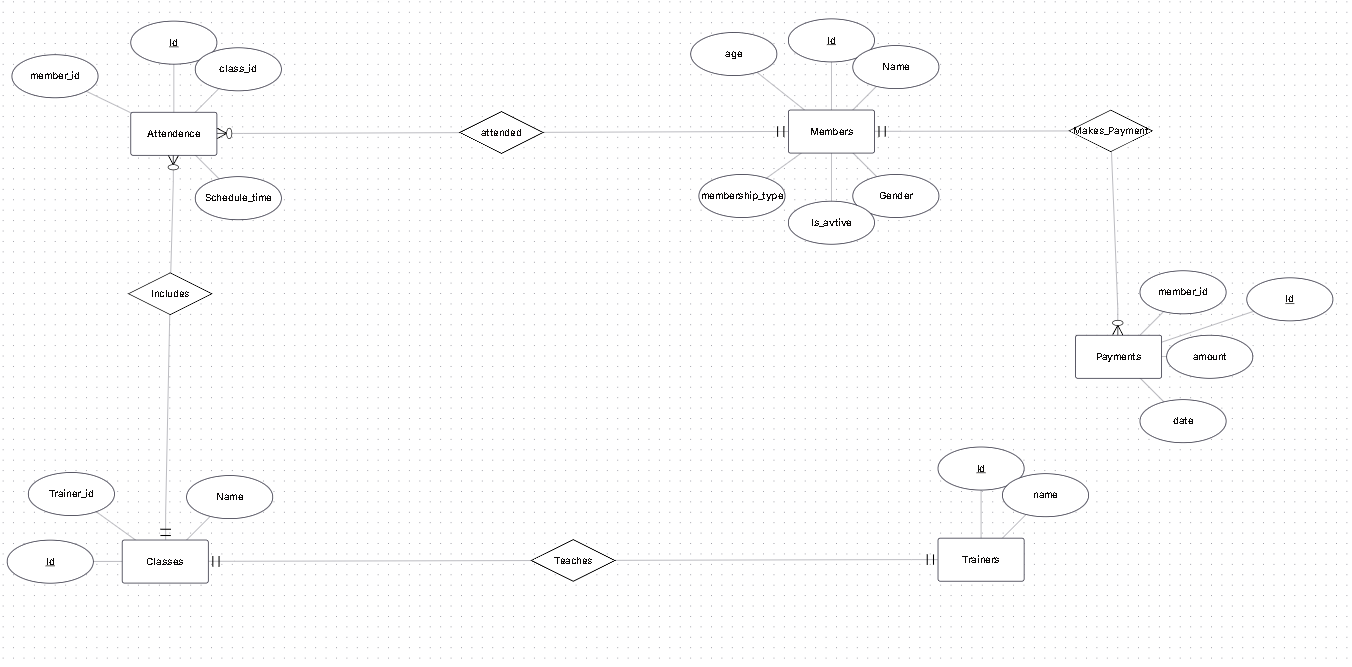 Id
member_id
class_id
Attendence
Schedule_time
attended
age
Id
Name
Members
membership_type
Is_avtive
Gender
Makes_Payment
Includes
member_id
Id
Payments
amount
date
Trainer_id
Name
Id
Classes
Teaches
Id
name
Trainers